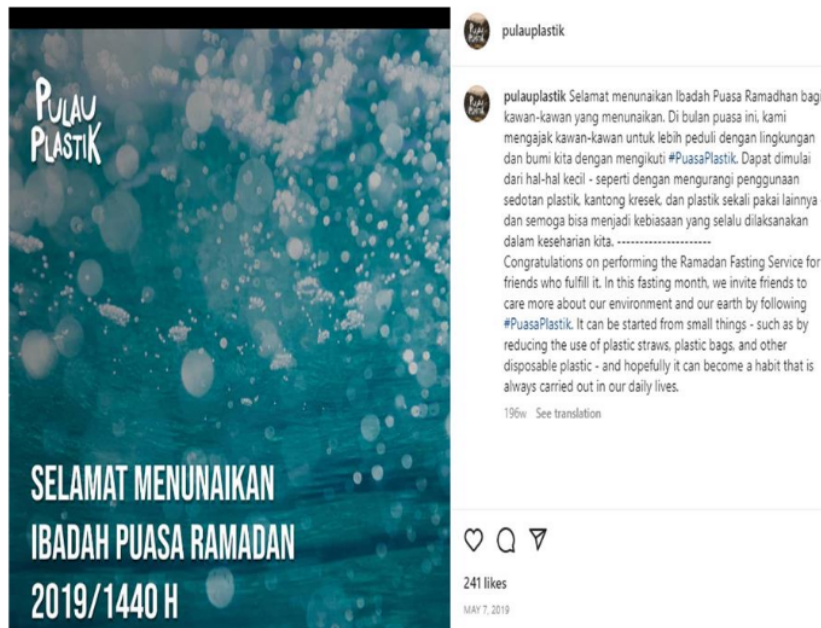 PULAU
PLASTIK
SELAMAT MENUNAIKAN
IBADAH PUASA RAMADAN
2019/1440 H
pulauplastik
pulauplastik Selamat menunaikan Ibadah Puasa Ramadhan bagi
kawan-kawan yang menunaikan. Di bulan puasa ini, kami
mengajak kawan-kawan untuk lebih peduli dengan lingkungan
dan bumi kita dengan mengikuti #PuasaPlastik. Dapat dimulai
dari hal-hal kecil - seperti dengan mengurangi penggunaan
sedotan plastik, kantong kresek, dan plastik sekali pakai lainnya
dan semoga bisa menjadi kebiasaan yang selalu dilaksanakan
dalam keseharian kita. ---------------------
Congratulations on performing the Ramadan Fasting Service for
friends who fulfill it. In this fasting month, we invite friends to
care more about our environment and our earth by following
#PuasaPlastik. It can be started from small things - such as by
reducing the use of plastic straws, plastic bags, and other
disposable plastic - and hopefully it can become a habit that is
always carried out in our daily lives.
196w See translation
241 likes
MAY 7, 2019